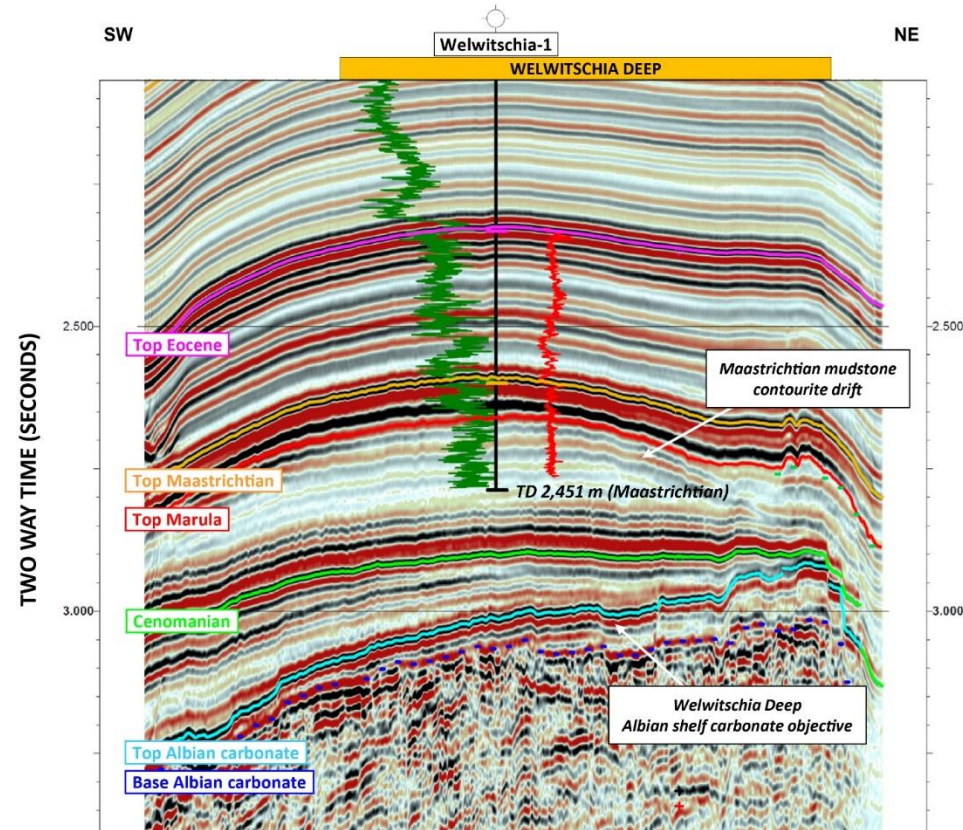 SW
NE
Welwitschia-1
WELWITSCHIA DEEP
2.500
2.500
Top Eocene
Maastrichtian mudstone
contourite drift
TWO WAY TIME (SECONDS)
Top Maastrichtian
TD 2,451 m (Maastrichtian)
Top Marula
3.000
3.000
Cenomanian
Welwitschia Deep
Albian shelf carbonate objective
Top Albian carbonate
Base Albian carbonate